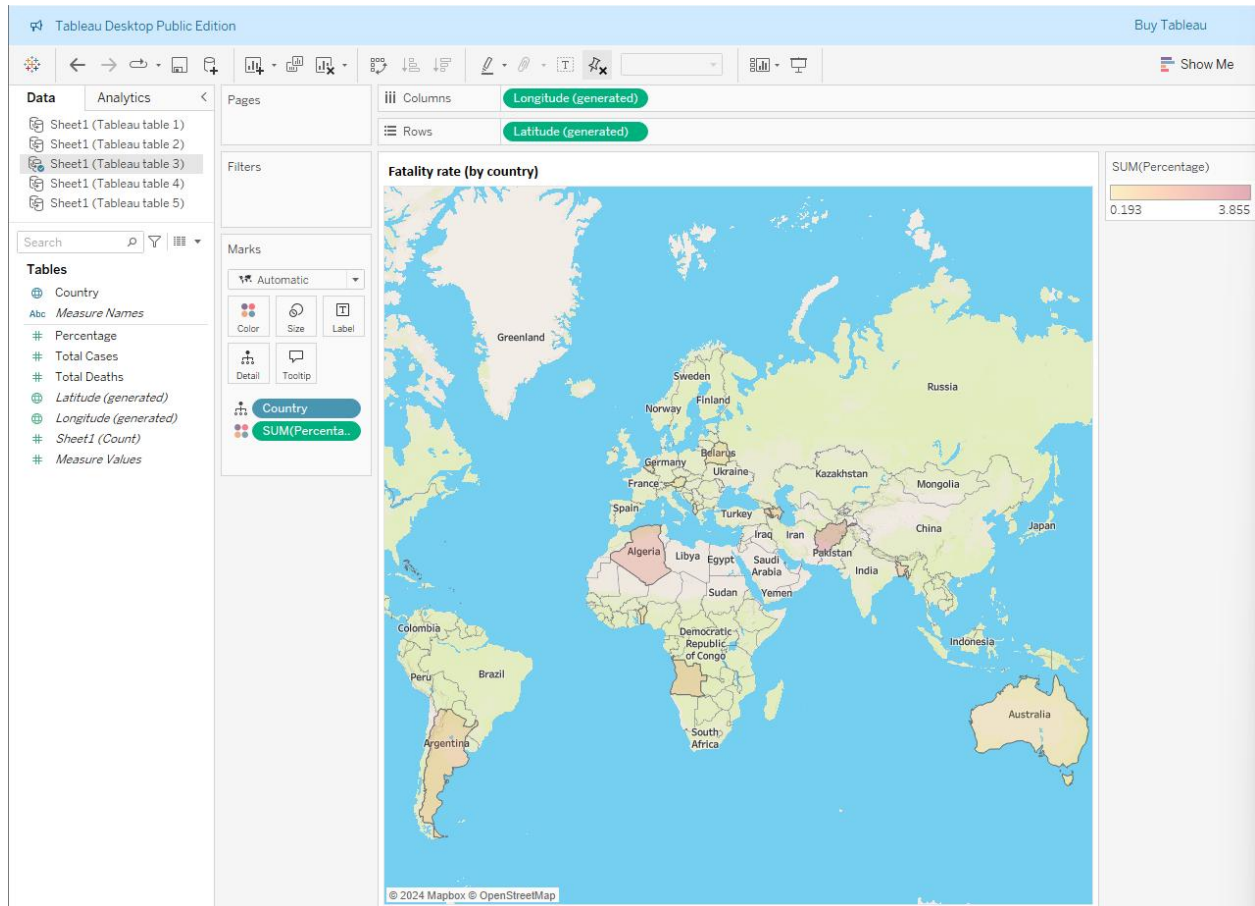 Tableau Desktop Public Edition
Buy Tableau
Show Me
Data
Analytics
Sheet1 (Tableau table 1)
Sheet1 (Tableau table 2)
Sheet1 (Tableau table 3)
Sheet1 (Tableau table 4)
Sheet1 (Tableau table 5)
Search
Tables
Country
Abc Measure Names
# Percentage
# Total Cases
# Total Deaths
Latitude (generated)
Longitude (generated)
# Sheet1 (Count)
# Measure Values
Pages
Filters
Marks
Automatic
Color Size T Label
Detail Tooltip
Country
SUM(Percenta..
Columns Longitude (generated)
Rows Latitude (generated)
Fatality rate (by country)
Greenland
Sweden
Finland
Russia
Norway
Belarus
Germany
Ukraine
Kazakhstan
France
Mongolia
Spain
Turkey
China
Japan
Iraq Iran
Algeria
Libya Egypt
Pakistan
Saudi
Arabia
India
Sudan
Yemen
Colombia
Democratic
Republic
of Congo
Indonesia
Peru
Brazil
Australia
South
Africa
Argentina
© 2024 Mapbox © OpenStreetMap
SUM(Percentage)
0.193 3.855